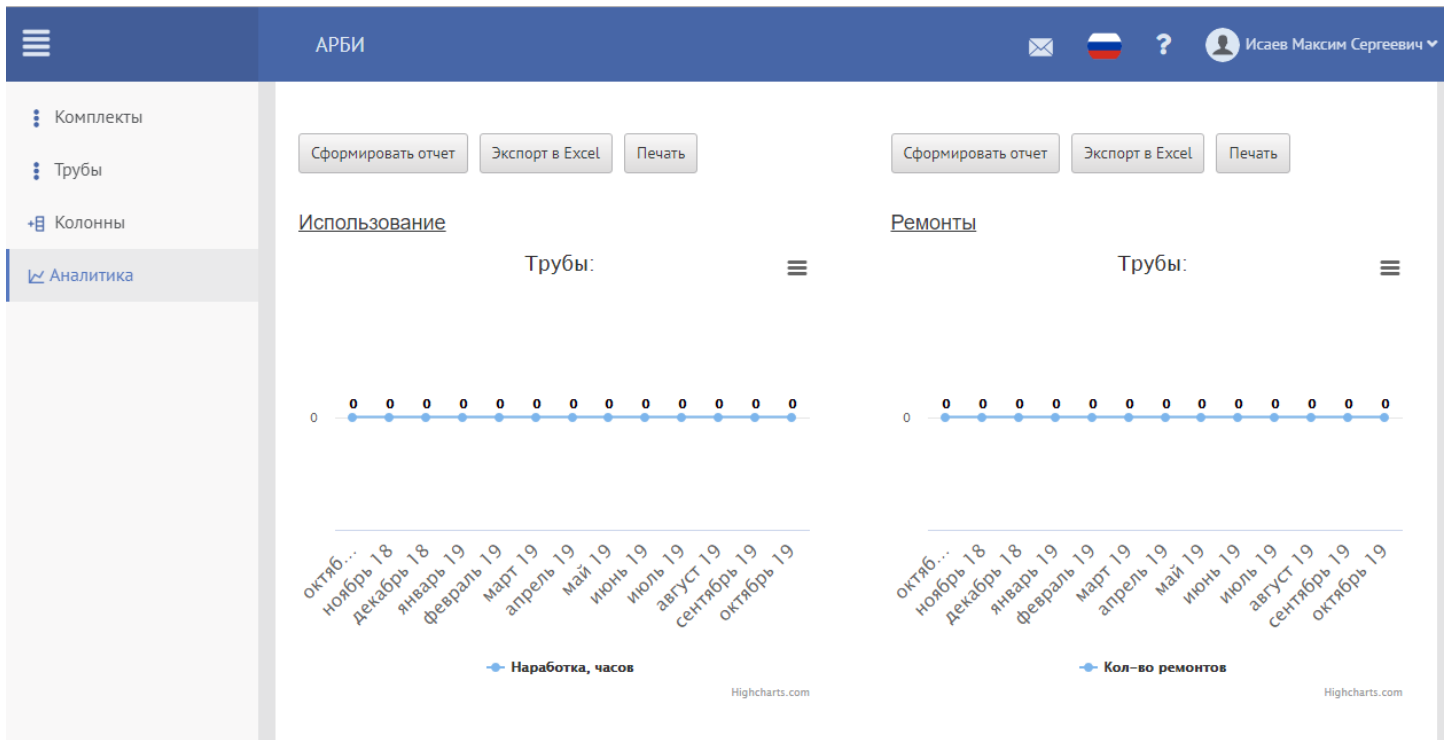 АРБИ
?
Исаев Максим Сергеевич
Комплекты
Трубы
Колонны
Аналитика
Сформировать отчет Экспорт в Excel Печать
Использование
Трубы:
0 0 0 0 0 0 0 0 0 0 0 0 0
0
октяб... ноябрь 18 декабрь 18 январь 19 февраль 19 март 19 апрель 19 май 19 июнь 19 июль 19 август 19 сентябрь 19 октябрь 19
Наработка, часов
Highcharts.com
Сформировать отчет Экспорт в Excel Печать
Ремонты
Трубы:
0 0 0 0 0 0 0 0 0 0 0 0 0
0
октяб... ноябрь 18 декабрь 18 январь 19 февраль 19 март 19 апрель 19 май 19 июнь 19 июль 19 август 19 сентябрь 19 октябрь 19
Кол-во ремонтов
Highcharts.com